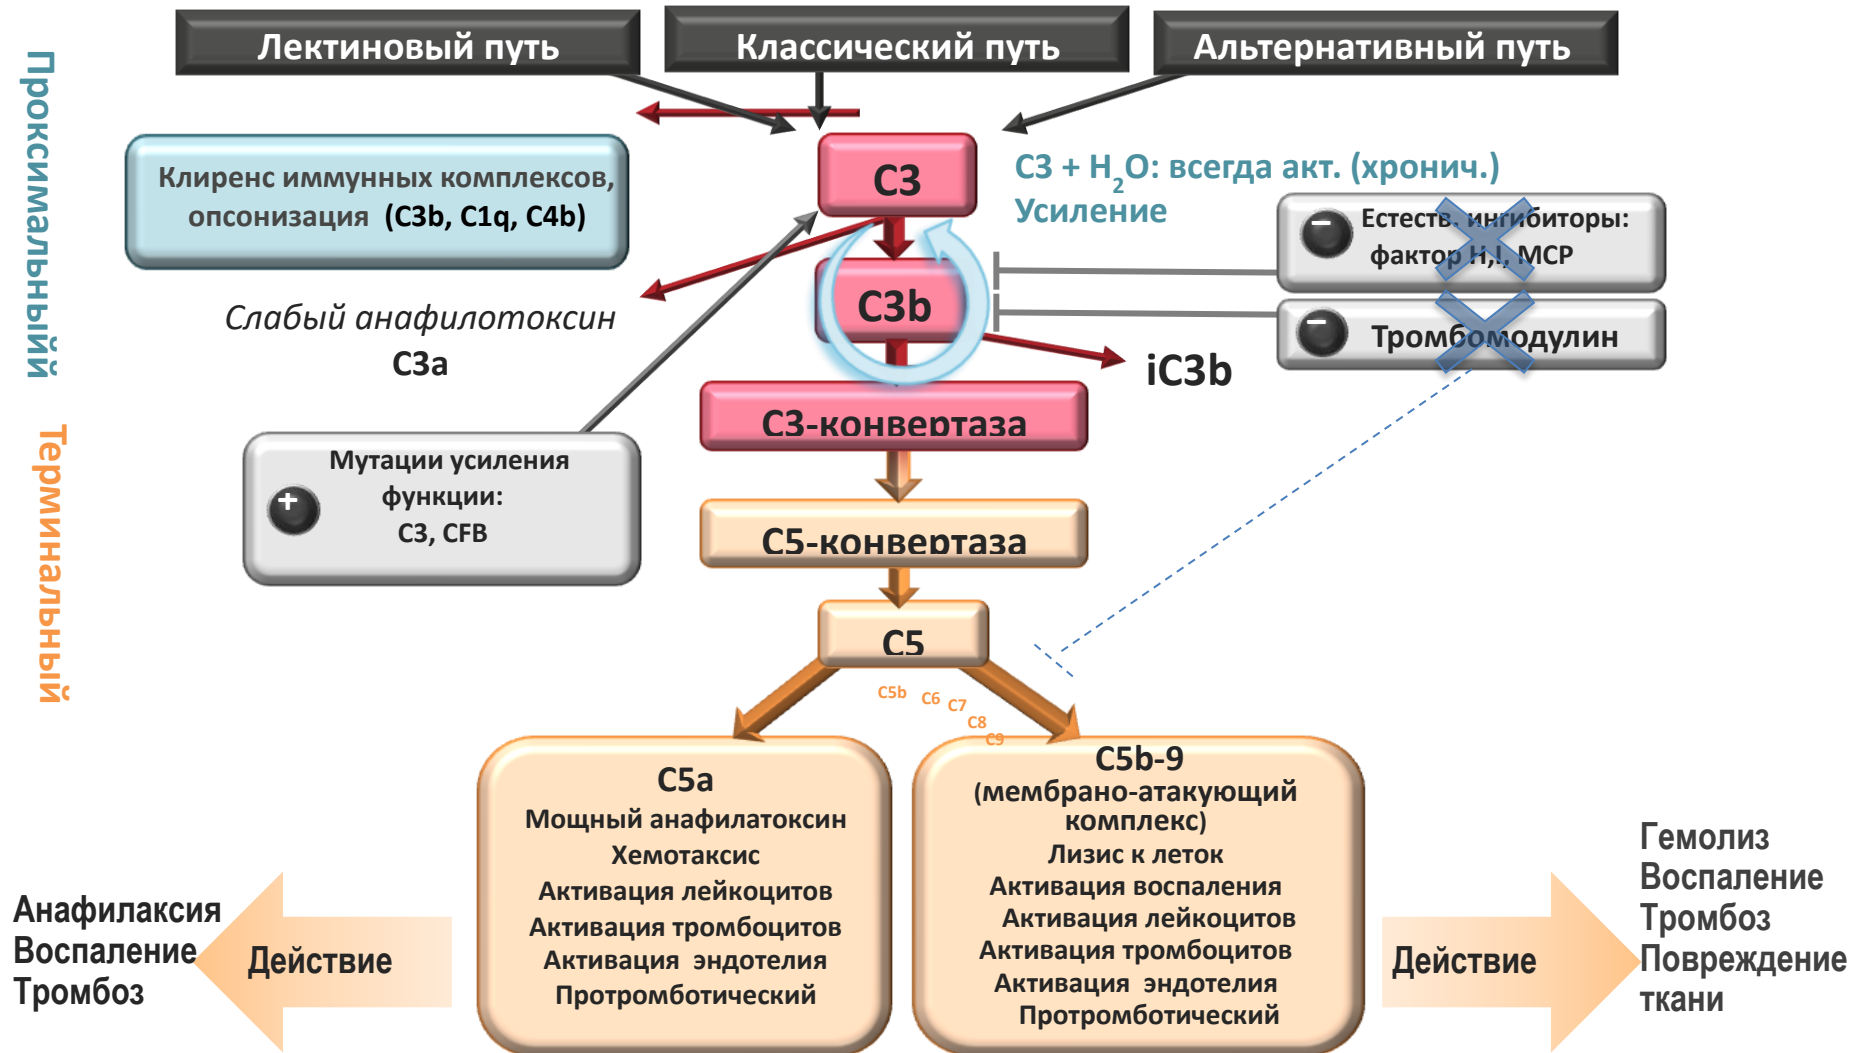 Лектиновый путь
Классический путь
Альтернативный путь
Проксимальныйй
Клиренс иммунных комплексов,
опсонизация (C3b, C1q, C4b)
C3
C3 + H2O: всегда акт. (хронич.)
Усиление
Естеств. ингибиторы:
фактор H,I, MCP
C3b
Слабый анафилотоксин
C3a
Тромбомодулин
iC3b
C3-конвертаза
Терминальный
Мутации усиления
функции:
C3, CFB
C5-конвертаза
C5
C5b C6 C7
C8
C9
C5a
Мощный анафилатоксин
Хемотаксис
Активация лейкоцитов
Активация тромбоцитов
Активация эндотелия
Протромботический
C5b-9
(мембрано-атакующий
комплекс)
Лизис к леток
Активация воспаления
Активация лейкоцитов
Активация тромбоцитов
Активация эндотелия
Протромботический
Анафилаксия
Воспаление
Тромбоз
Действие
Действие
Гемолиз
Воспаление
Тромбоз
Повреждение
ткани